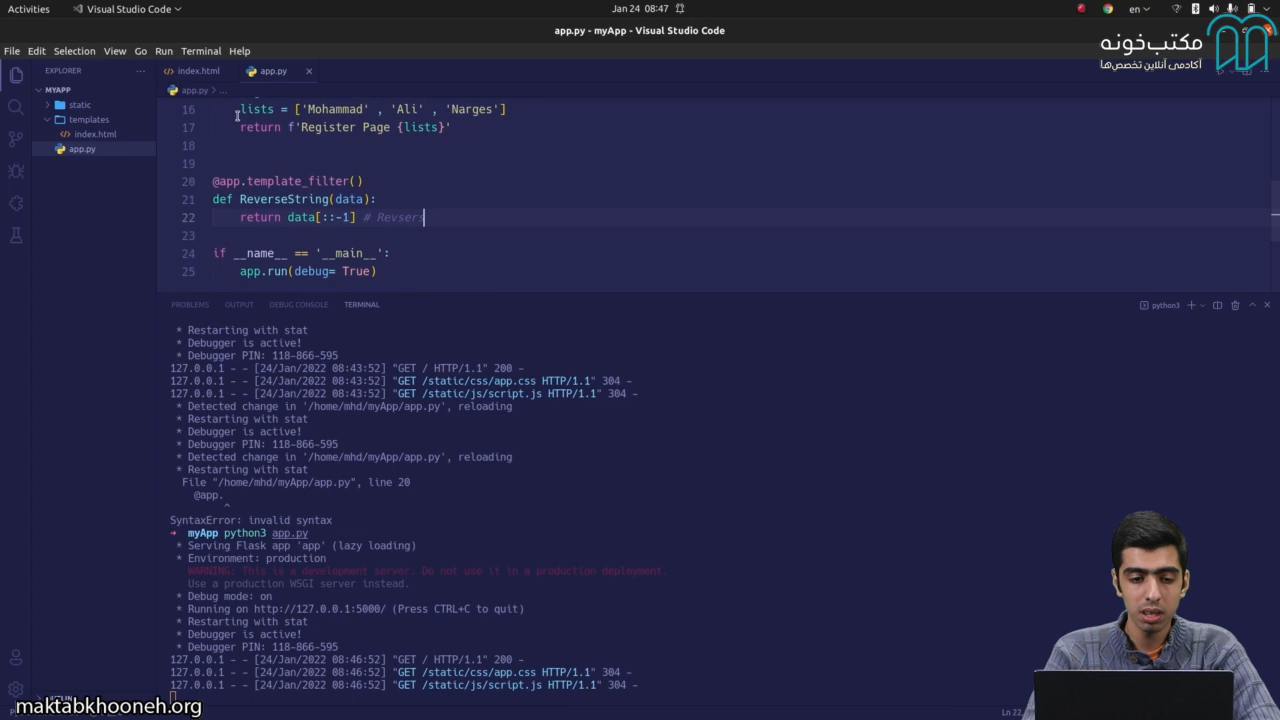 Activities
Visual Studio Code
Jan 24 08:47
en
app.py - myApp - Visual Studio Code
مکتب‌خونه
آکادمی آنلاین تخصص‌ها
File Edit Selection View Go Run Terminal Help
EXPLORER
MYAPP
static
templates
index.html
app.py
index.html
app.py
app.py > ...
16 lists = ['Mohammad' , 'Ali' , 'Narges']
17 return f'Register Page {lists}'
18
19
20 @app.template_filter()
21 def ReverseString(data):
22 return data[::-1] # Revsers
23
24 if __name__ == '__main__':
25 app.run(debug= True)
PROBLEMS OUTPUT DEBUG CONSOLE TERMINAL
python3
* Restarting with stat
* Debugger is active!
* Debugger PIN: 118-866-595
127.0.0.1 - - [24/Jan/2022 08:43:52] "GET / HTTP/1.1" 200 -
127.0.0.1 - - [24/Jan/2022 08:43:52] "GET /static/css/app.css HTTP/1.1" 304 -
127.0.0.1 - - [24/Jan/2022 08:43:52] "GET /static/js/script.js HTTP/1.1" 304 -
* Detected change in '/home/mhd/myApp/app.py', reloading
* Restarting with stat
* Debugger is active!
* Debugger PIN: 118-866-595
* Detected change in '/home/mhd/myApp/app.py', reloading
* Restarting with stat
File "/home/mhd/myApp/app.py", line 20
@app.
^
SyntaxError: invalid syntax
➜ myApp python3 app.py
* Serving Flask app 'app' (lazy loading)
* Environment: production
WARNING: This is a development server. Do not use it in a production deployment.
Use a production WSGI server instead.
* Debug mode: on
* Running on http://127.0.0.1:5000/ (Press CTRL+C to quit)
* Restarting with stat
* Debugger is active!
* Debugger PIN: 118-866-595
127.0.0.1 - - [24/Jan/2022 08:46:52] "GET / HTTP/1.1" 200 -
127.0.0.1 - - [24/Jan/2022 08:46:52] "GET /static/css/app.css HTTP/1.1" 304 -
127.0.0.1 - - [24/Jan/2022 08:46:52] "GET /static/js/script.js HTTP/1.1" 304 -
maktabkhooneh.org
Ln 22,